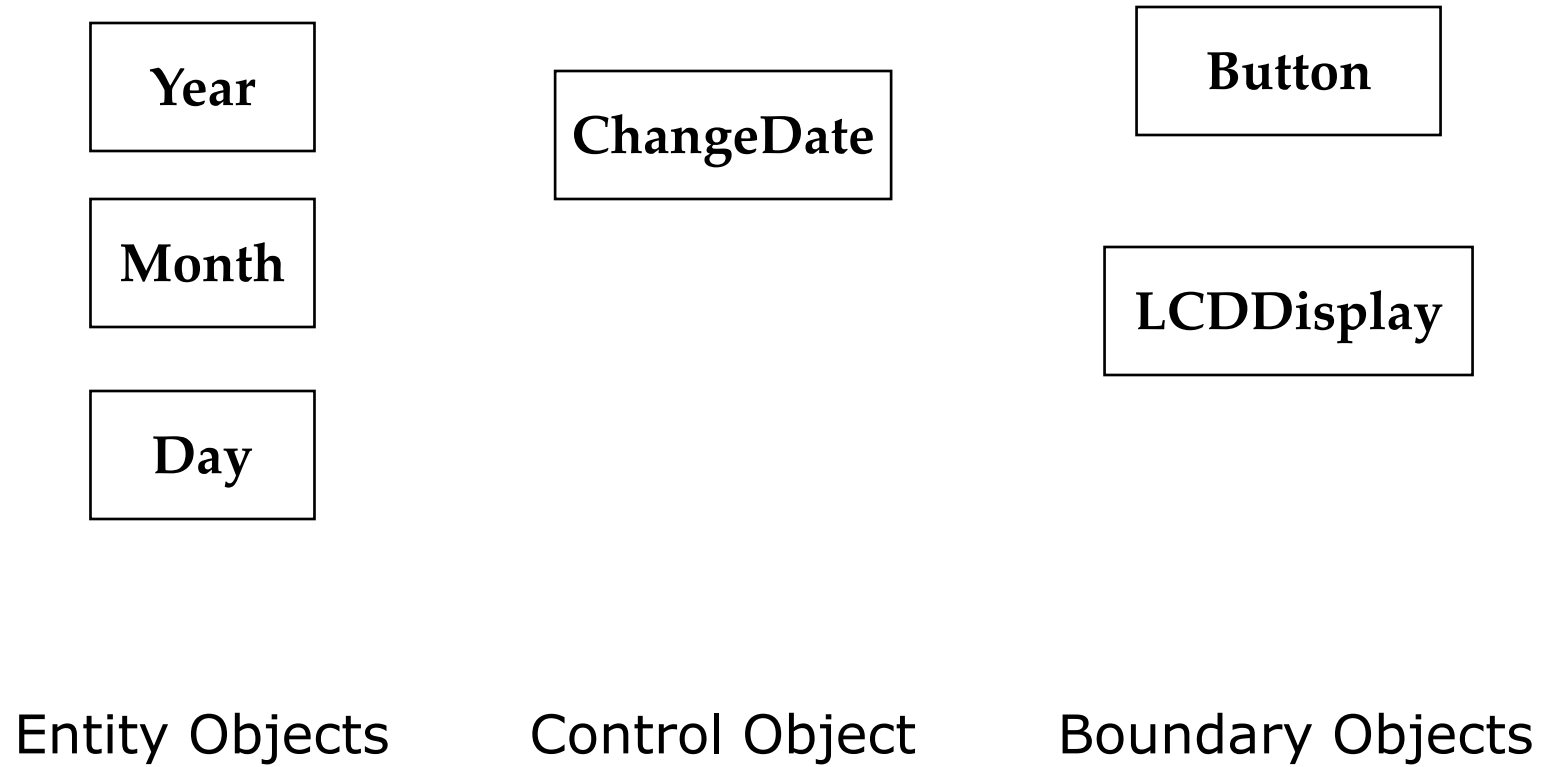 Year
Month
Day
ChangeDate
Button
LCDDisplay
Entity Objects
Control Object
Boundary Objects